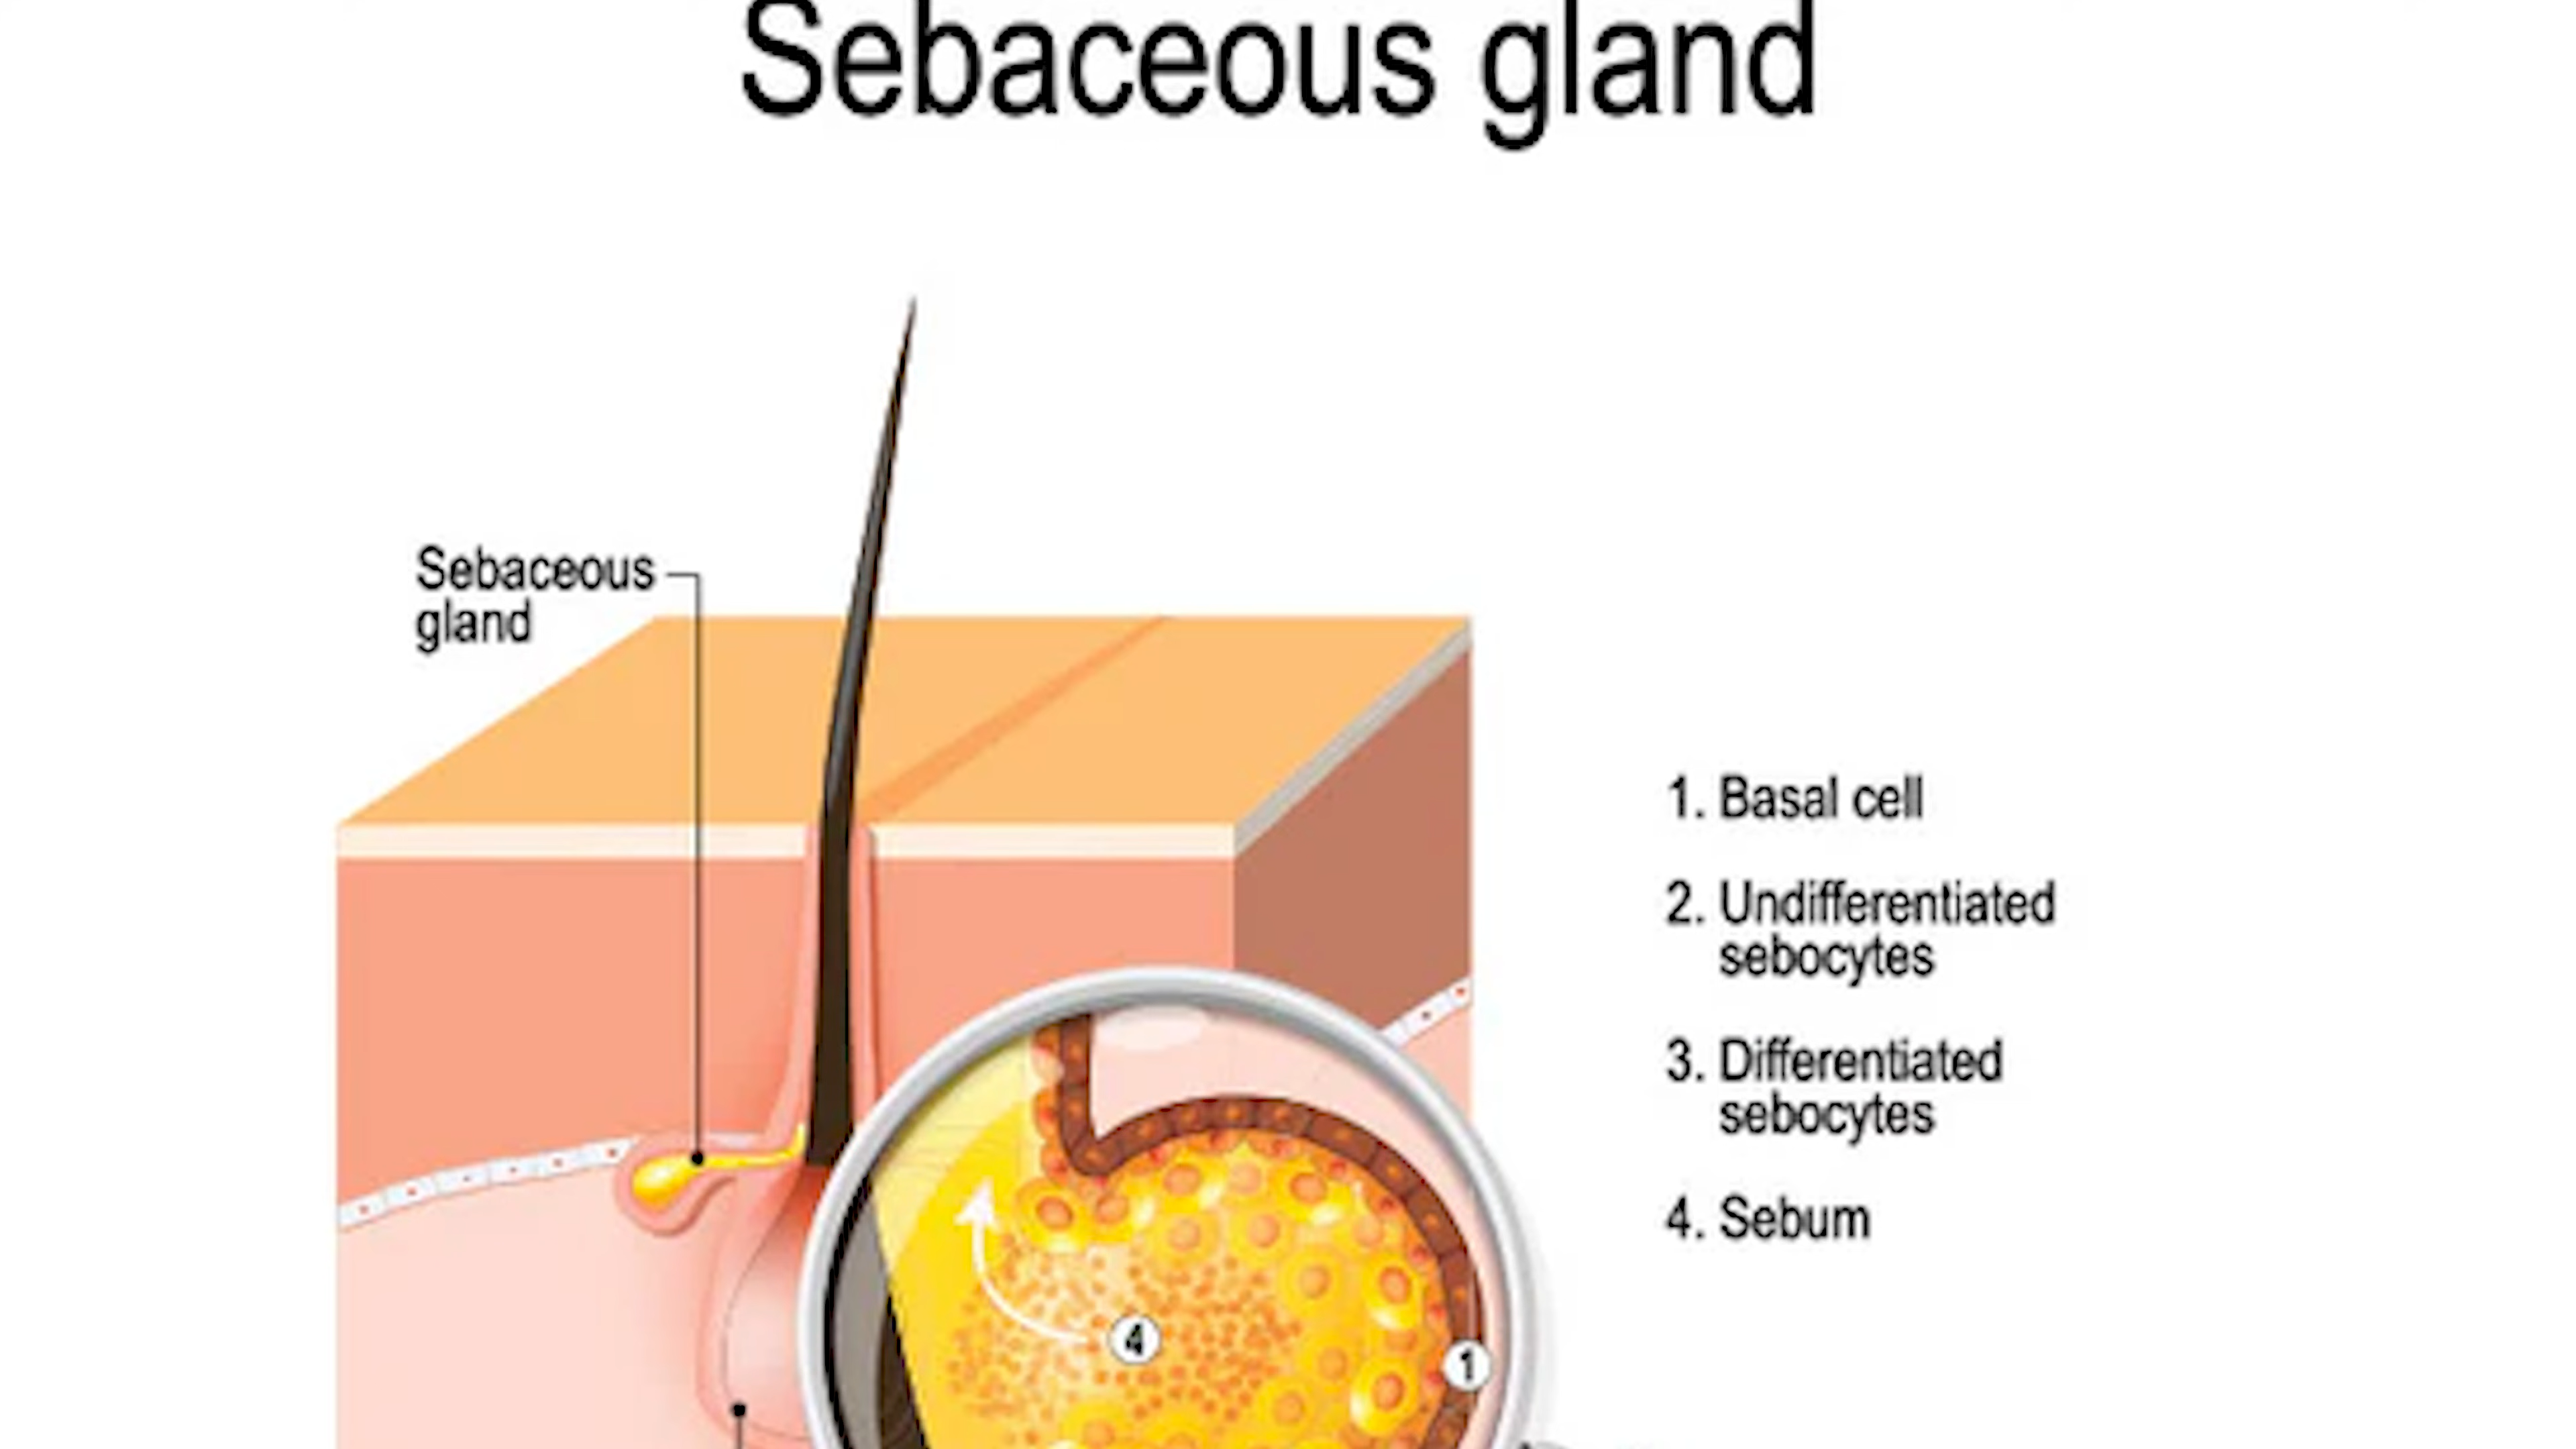 Sebaceous gland
Sebaceous
gland
1. Basal cell
2. Undifferentiated
sebocytes
3. Differentiated
sebocytes
4. Sebum
4
1